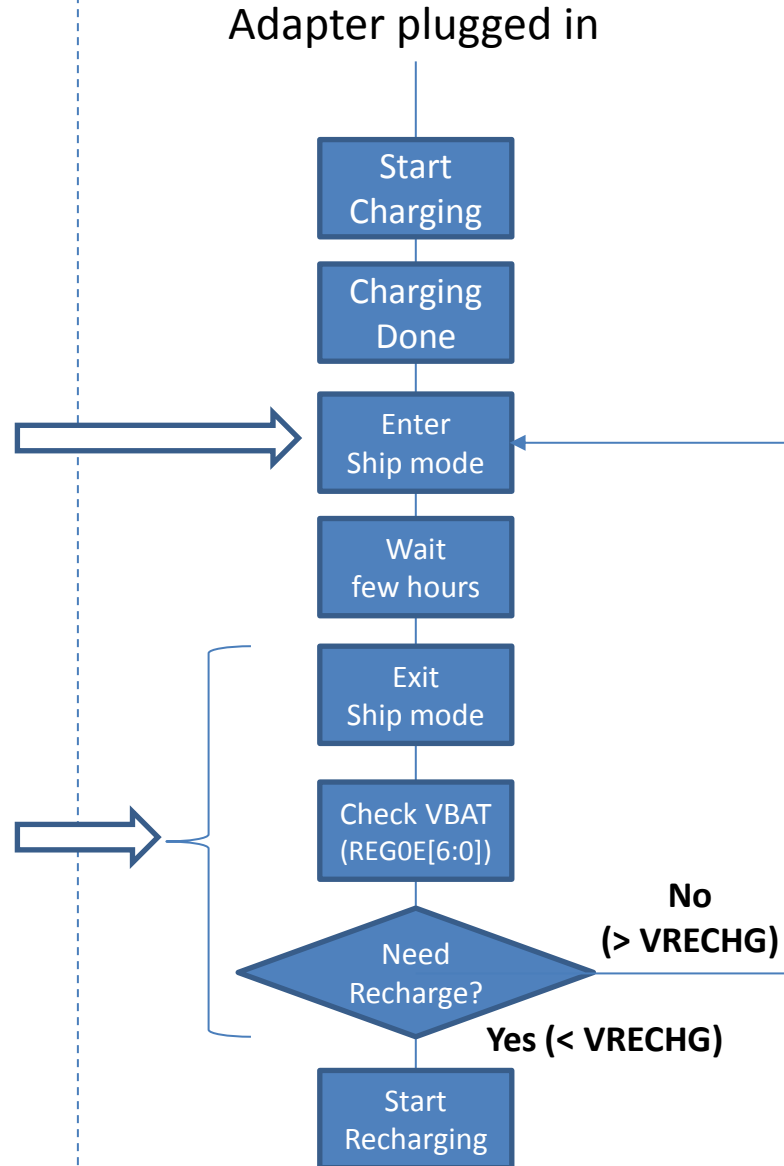 Adapter plugged in
Start
Charging
Charging
Done
Enter
Ship mode
Wait
few hours
Exit
Ship mode
Check VBAT
(REG0E[6:0])
Need
Recharge?
No
(> VRECHG)
Yes (< VRECHG)
Start
Recharging